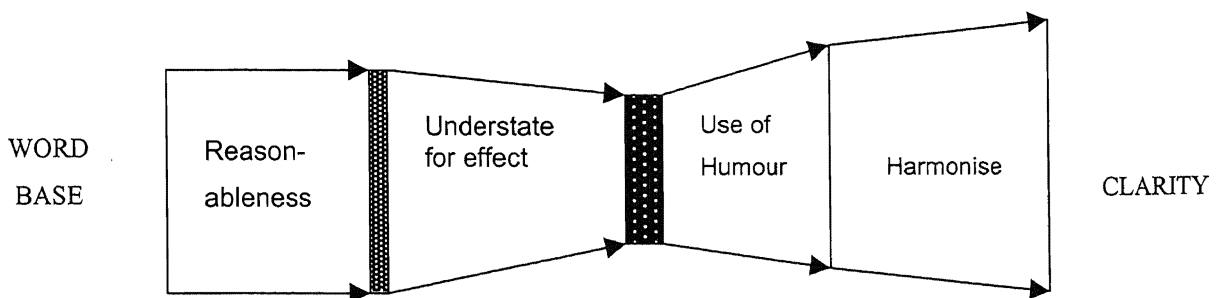 WORD
BASE
Reason-
ableness
Understate
for effect
Use of
Humour
Harmonise
CLARITY